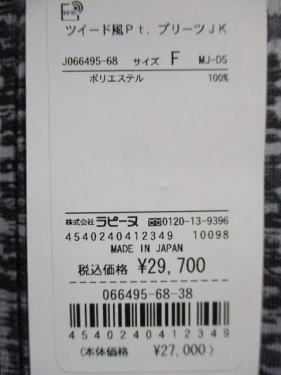 ツイード風Pt.プリーツJK
J066495-68 サイズ F MJ-D5
ポリエステル 100%
株式会社 ラピーヌ 0120-13-9396
4540240412349 10098
MADE IN JAPAN
税込価格 ¥29,700
066495-68-38
4540240412349
(本体価格 ¥27,000)